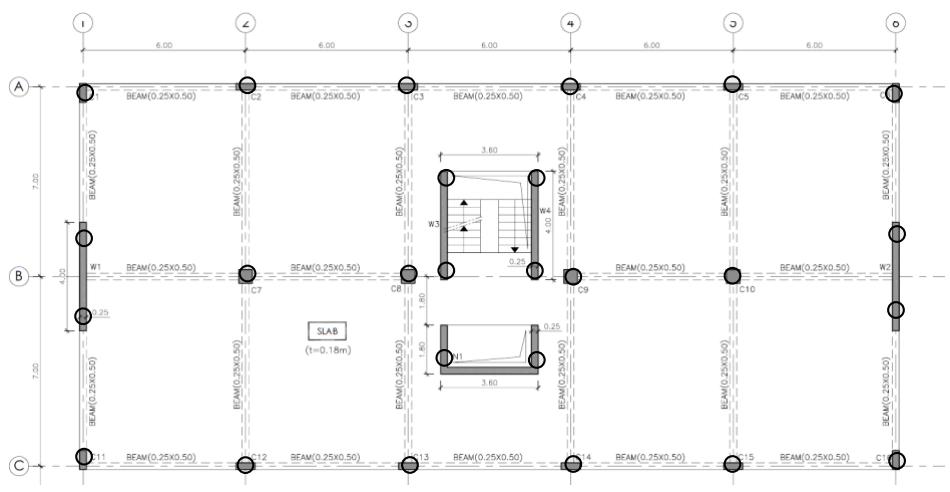 1 2 3 4 5 6
6.00 6.00 6.00 6.00 6.00
A
C2 C3 C4 C5
BEAM(0.25X0.50) BEAM(0.25X0.50) BEAM(0.25X0.50) BEAM(0.25X0.50) BEAM(0.25X0.50)
3.60
7.00
BEAM(0.25X0.50) BEAM(0.25X0.50) BEAM(0.25X0.50) BEAM(0.25X0.50) BEAM(0.25X0.50) BEAM(0.25X0.50)
W3 W4
4.00
0.25
B
W1 BEAM(0.25X0.50) BEAM(0.25X0.50) BEAM(0.25X0.50) BEAM(0.25X0.50) W2
4.00
C7 C8 C9 C10
1.80
0.25
SLAB
(t=0.18m)
0.25
1.80
N1
3.60
7.00
BEAM(0.25X0.50) BEAM(0.25X0.50) BEAM(0.25X0.50) BEAM(0.25X0.50) BEAM(0.25X0.50) BEAM(0.25X0.50)
C11 BEAM(0.25X0.50) C12 BEAM(0.25X0.50) C13 BEAM(0.25X0.50) C14 BEAM(0.25X0.50) C15 BEAM(0.25X0.50)
C